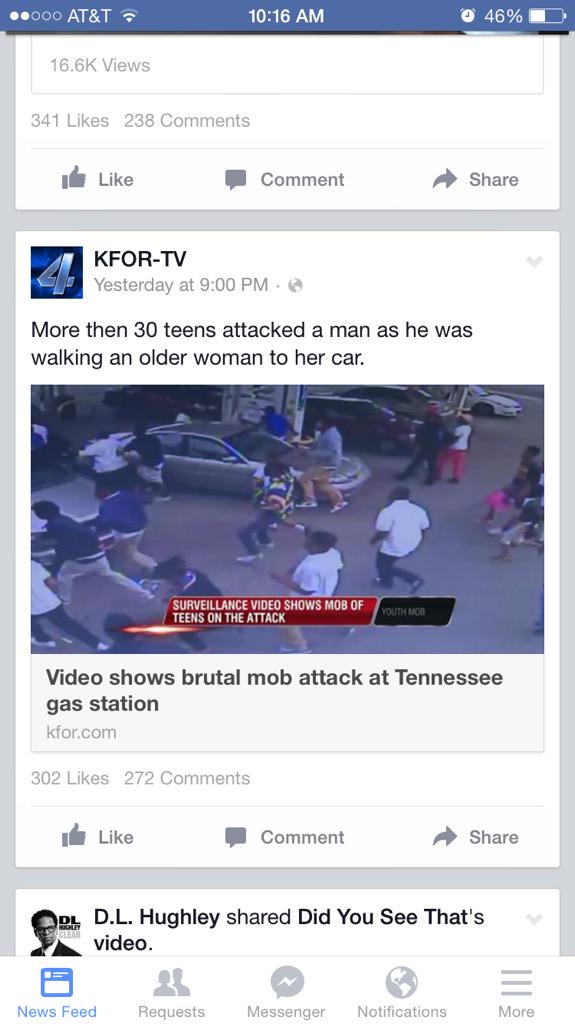 AT&T 10:16 AM 46%
16.6K Views
341 Likes 238 Comments
Like Comment Share
4
KFOR-TV
Yesterday at 9:00 PM ·
More then 30 teens attacked a man as he was
walking an older woman to her car.
SURVEILLANCE VIDEO SHOWS MOB OF
TEENS ON THE ATTACK
YOUTH MOB
Video shows brutal mob attack at Tennessee
gas station
kfor.com
302 Likes 272 Comments
Like Comment Share
DL
HUGHLEY
CLEAR
D.L. Hughley shared Did You See That's
video.
News Feed Requests Messenger Notifications More